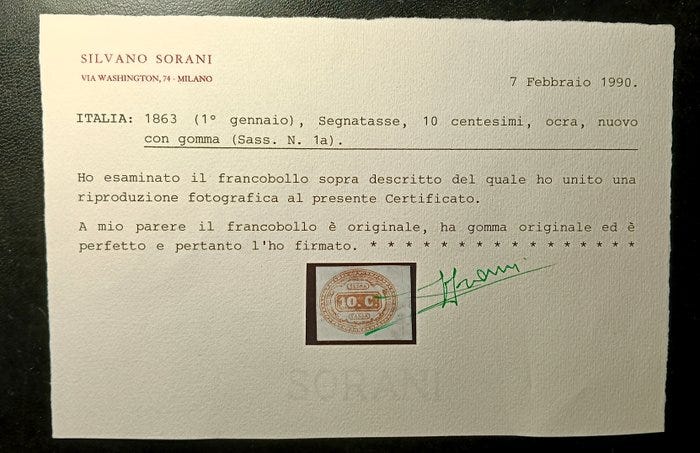 SILVANO SORANI
VIA WASHINGTON, 74 - MILANO
7 Febbraio 1990.
ITALIA: 1863 (1° gennaio), Segnatasse, 10 centesimi, ocra, nuovo
con gomma (Sass. N. 1a).
Ho esaminato il francobollo sopra descritto del quale ho unito una
riproduzione fotografica al presente Certificato.
A mio parere il francobollo è originale, ha gomma originale ed è
perfetto e pertanto l'ho firmato. * * * * * * * * * * * * * * * *
SEGNA
10. C.
TASSA
SORANI